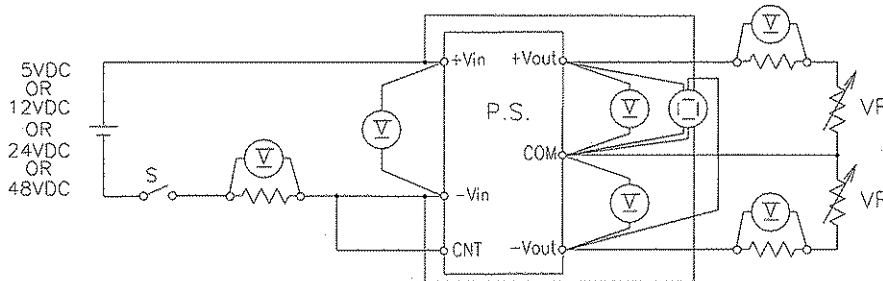 5VDC
OR
12VDC
OR
24VDC
OR
48VDC
S
V
V
+Vin
-Vin
CNT
P.S.
+Vout
COM
-Vout
V
V
V
V
VR
VR